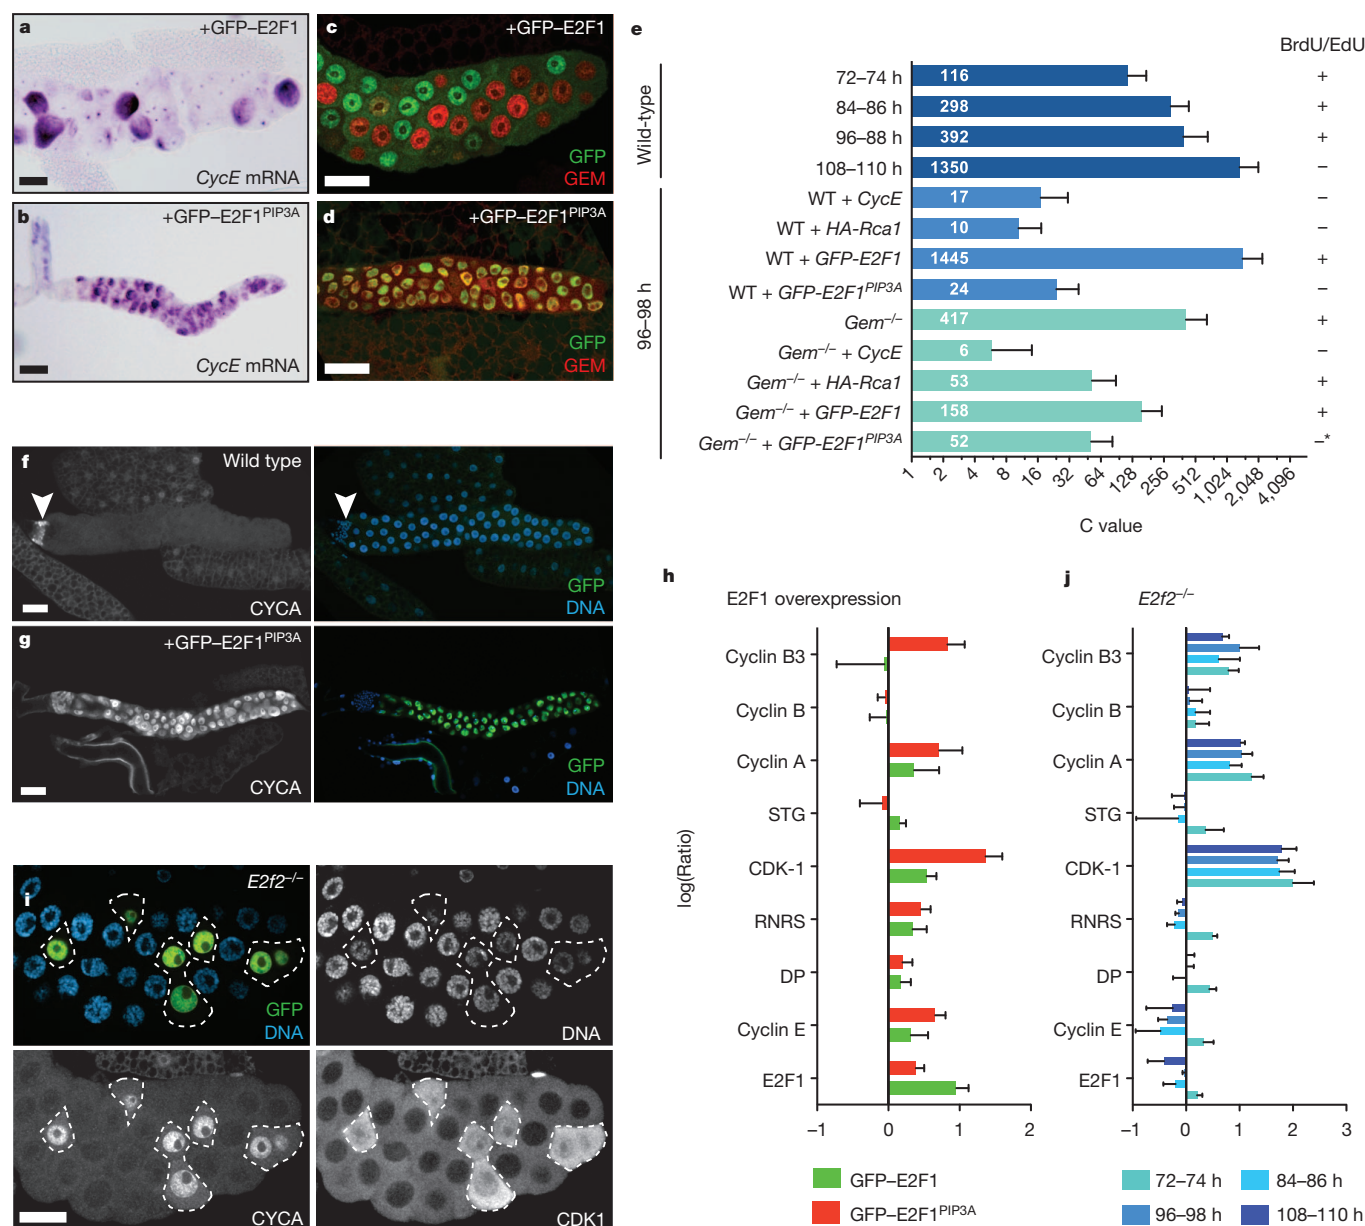 a
+GFP–E2F1
CycE mRNA
b
+GFP–E2F1PIP3A
CycE mRNA
c
+GFP–E2F1
GFP
GEM
d
+GFP–E2F1PIP3A
GFP
GEM
e
BrdU/EdU
Wild-type
72–74 h 116 +
84–86 h 298 +
96–88 h 392 +
108–110 h 1350 –
96–98 h
WT + CycE 17 –
WT + HA-Rca1 10 –
WT + GFP-E2F1 1445 +
WT + GFP-E2F1PIP3A 24 –
Gem–/– 417 +
Gem–/– + CycE 6 –
Gem–/– + HA-Rca1 53 +
Gem–/– + GFP-E2F1 158 +
Gem–/– + GFP-E2F1PIP3A 52 –*
1 2 4 8 16 32 64 128 256 512 1,024 2,048 4,096
C value
f
Wild type
CYCA
GFP
DNA
g
+GFP–E2F1PIP3A
CYCA
GFP
DNA
h
E2F1 overexpression
log(Ratio)
Cyclin B3
Cyclin B
Cyclin A
STG
CDK-1
RNRS
DP
Cyclin E
E2F1
–1 0 1 2
GFP–E2F1
GFP–E2F1PIP3A
i
E2f2–/–
GFP
DNA
DNA
CYCA
CDK1
j
E2f2–/–
Cyclin B3
Cyclin B
Cyclin A
STG
CDK-1
RNRS
DP
Cyclin E
E2F1
–1 0 1 2 3
72–74 h
84–86 h
96–98 h
108–110 h